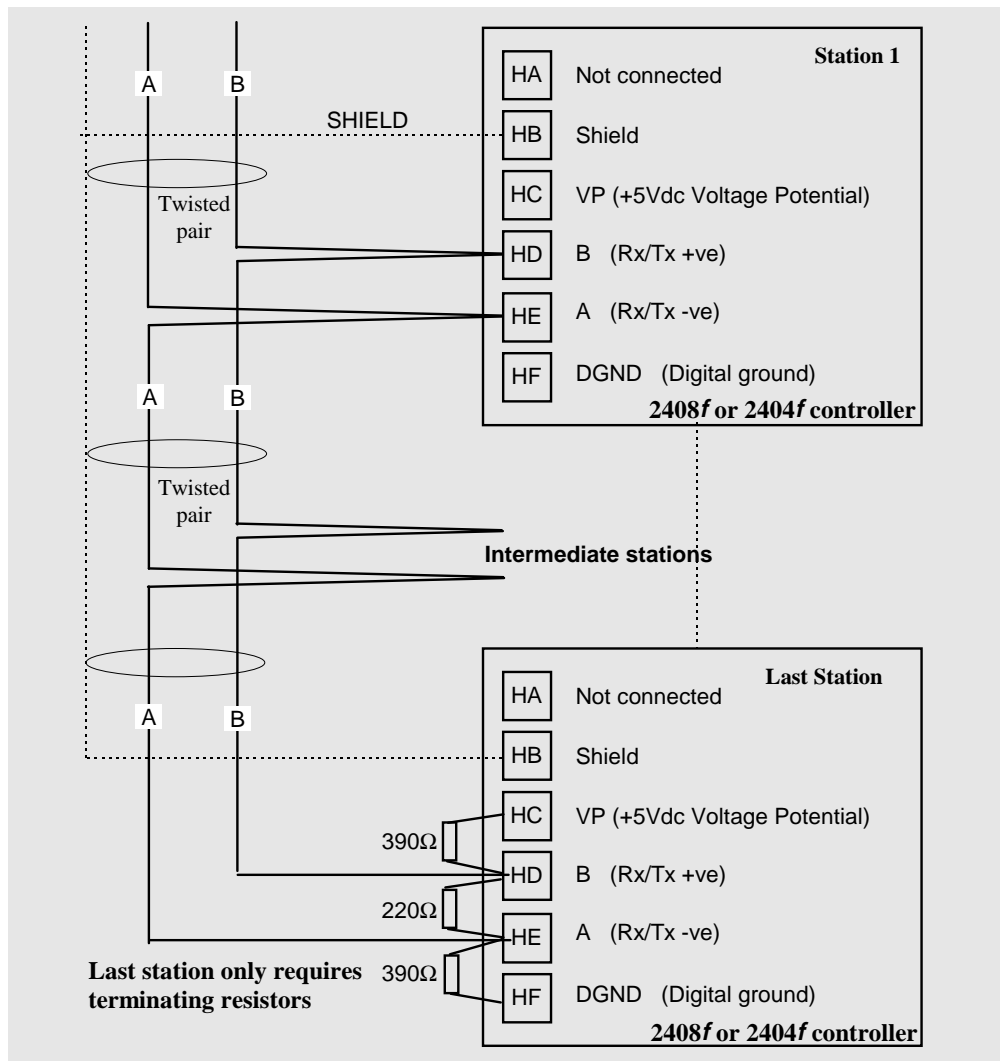 Station 1
HA Not connected
A B
SHIELD
HB Shield
Twisted
pair
HC VP (+5Vdc Voltage Potential)
HD B (Rx/Tx +ve)
HE A (Rx/Tx -ve)
HF DGND (Digital ground)
2408f or 2404f controller
A B
Twisted
pair
Intermediate stations
Last Station
HA Not connected
A B
HB Shield
HC VP (+5Vdc Voltage Potential)
390Ω
HD B (Rx/Tx +ve)
220Ω
HE A (Rx/Tx -ve)
390Ω
Last station only requires
terminating resistors
HF DGND (Digital ground)
2408f or 2404f controller